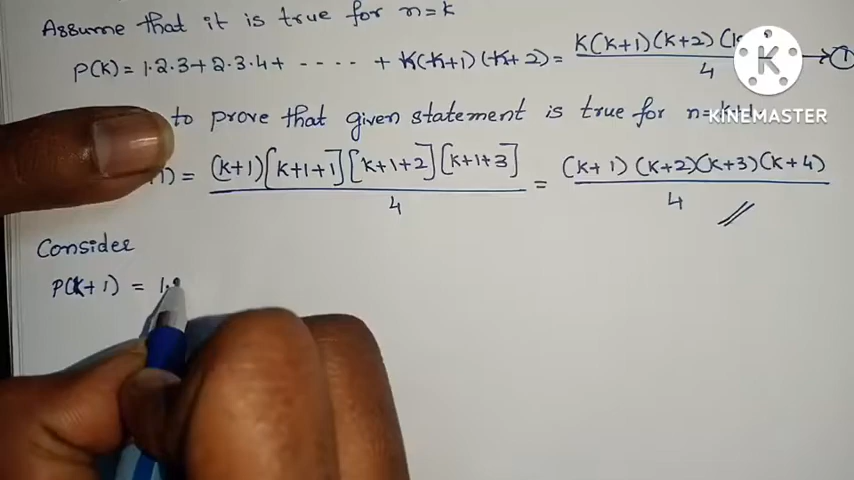 Assume that it is true for n=k
P(k) = 1.2.3+2.3.4+ - - - - + k(k+1)(k+2) = k(k+1)(k+2) / 4 → ①
to prove that given statement is true for
= (k+1)[k+1+1][k+1+2][k+1+3] / 4 = (k+1)(k+2)(k+3)(k+4) / 4 //
Consider
P(k+1) = 1.
KINEMASTER